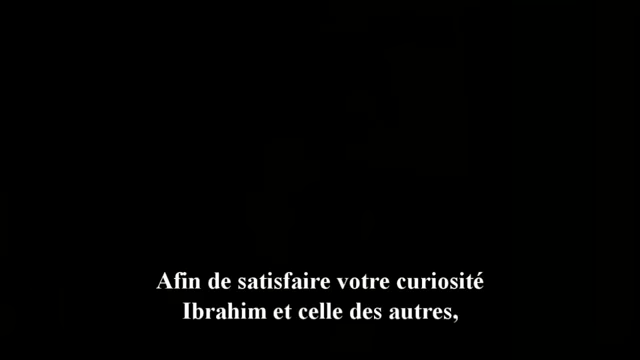 Afin de satisfaire votre curiosité
Ibrahim et celle des autres,